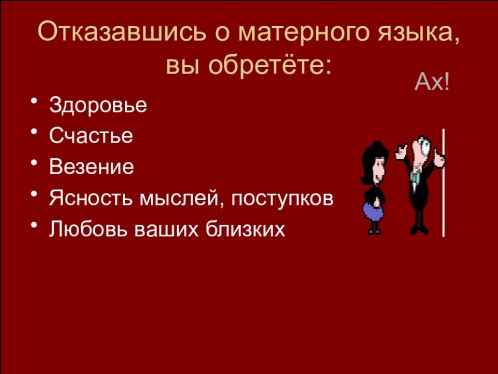 Отказавшись о матерного языка,
вы обретёте:
Ах!
• Здоровье
• Счастье
• Везение
• Ясность мыслей, поступков
• Любовь ваших близких